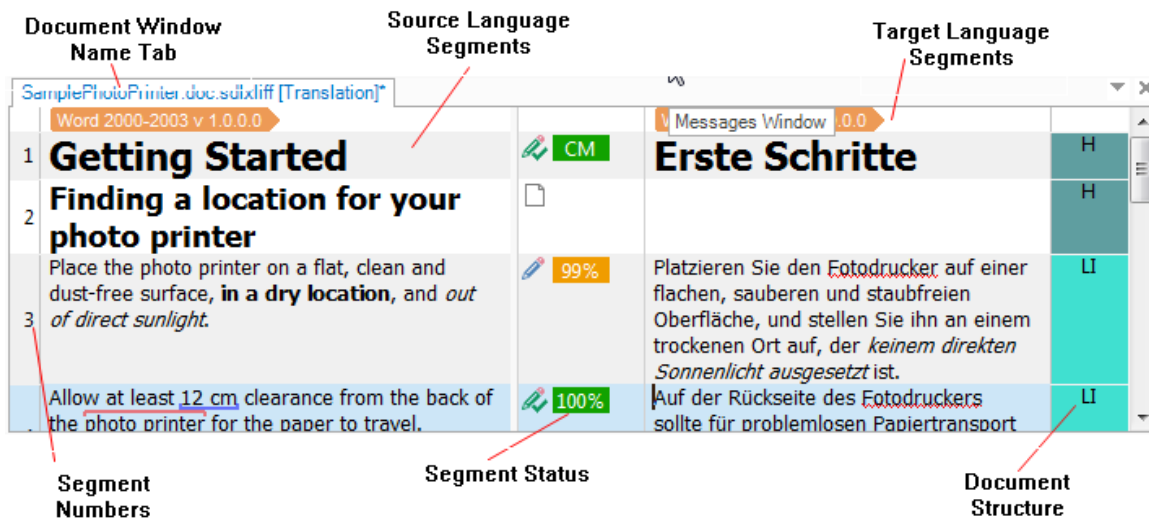 Document Window
Name Tab
Source Language
Segments
Target Language
Segments
SamplePhotoPrinter.doc.sdlxliff [Translation]*
Word 2000-2003 v 1.0.0.0
Messages Window
0.0
1
Getting Started
CM
Erste Schritte
H
2
Finding a location for your
photo printer
H
3
Place the photo printer on a flat, clean and
dust-free surface, in a dry location, and out
of direct sunlight.
99%
Platzieren Sie den Fotodrucker auf einer
flachen, sauberen und staubfreien
Oberfläche, und stellen Sie ihn an einem
trockenen Ort auf, der keinem direkten
Sonnenlicht ausgesetzt ist.
LI
Allow at least 12 cm clearance from the back of
the photo printer for the paper to travel.
100%
Auf der Rückseite des Fotodruckers
sollte für problemlosen Papiertransport
LI
Segment
Numbers
Segment Status
Document
Structure